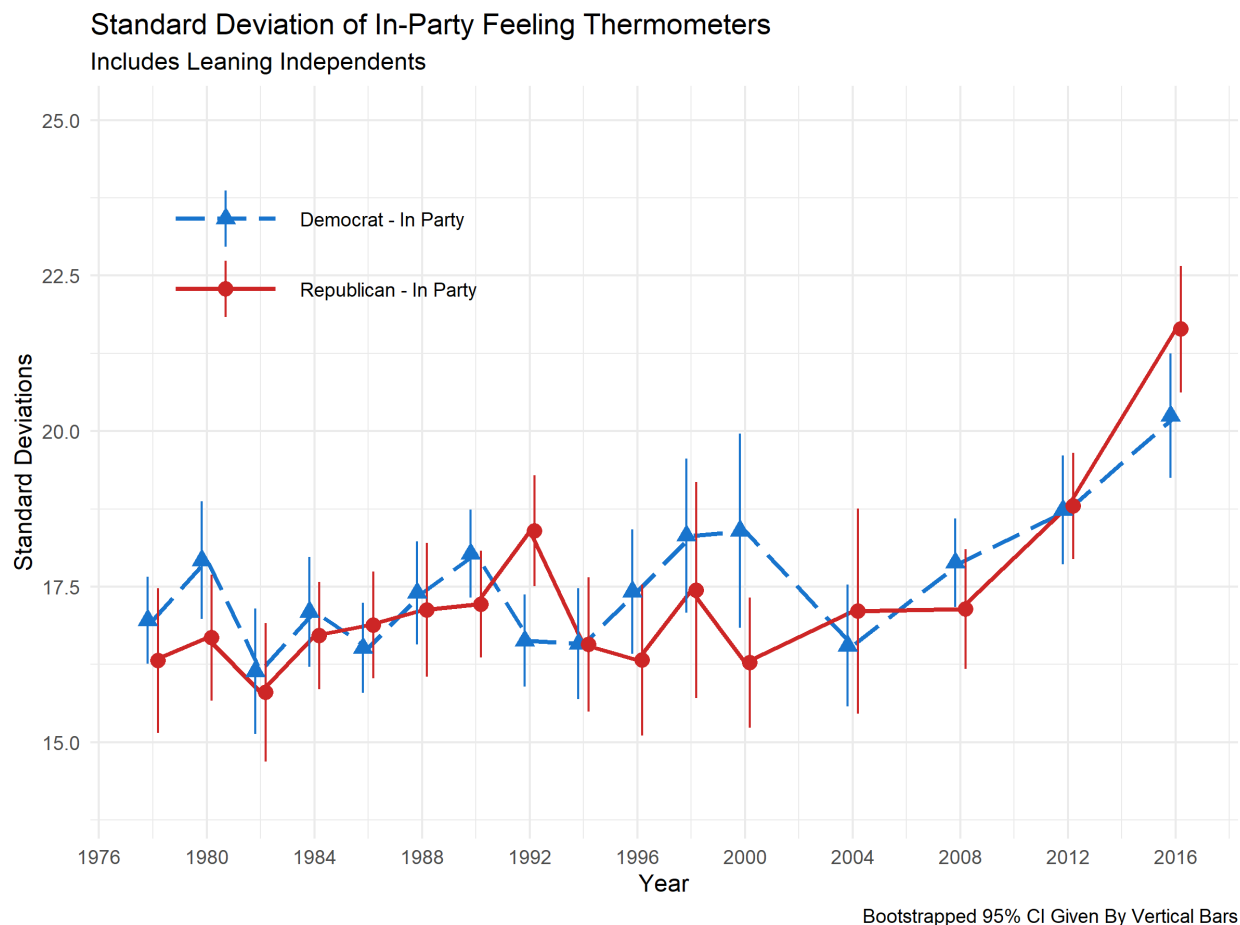 Standard Deviation of In-Party Feeling Thermometers
Includes Leaning Independents
25.0
22.5
20.0
17.5
15.0
Standard Deviations
Democrat - In Party
Republican - In Party
1976 1980 1984 1988 1992 1996 2000 2004 2008 2012 2016
Year
Bootstrapped 95% CI Given By Vertical Bars